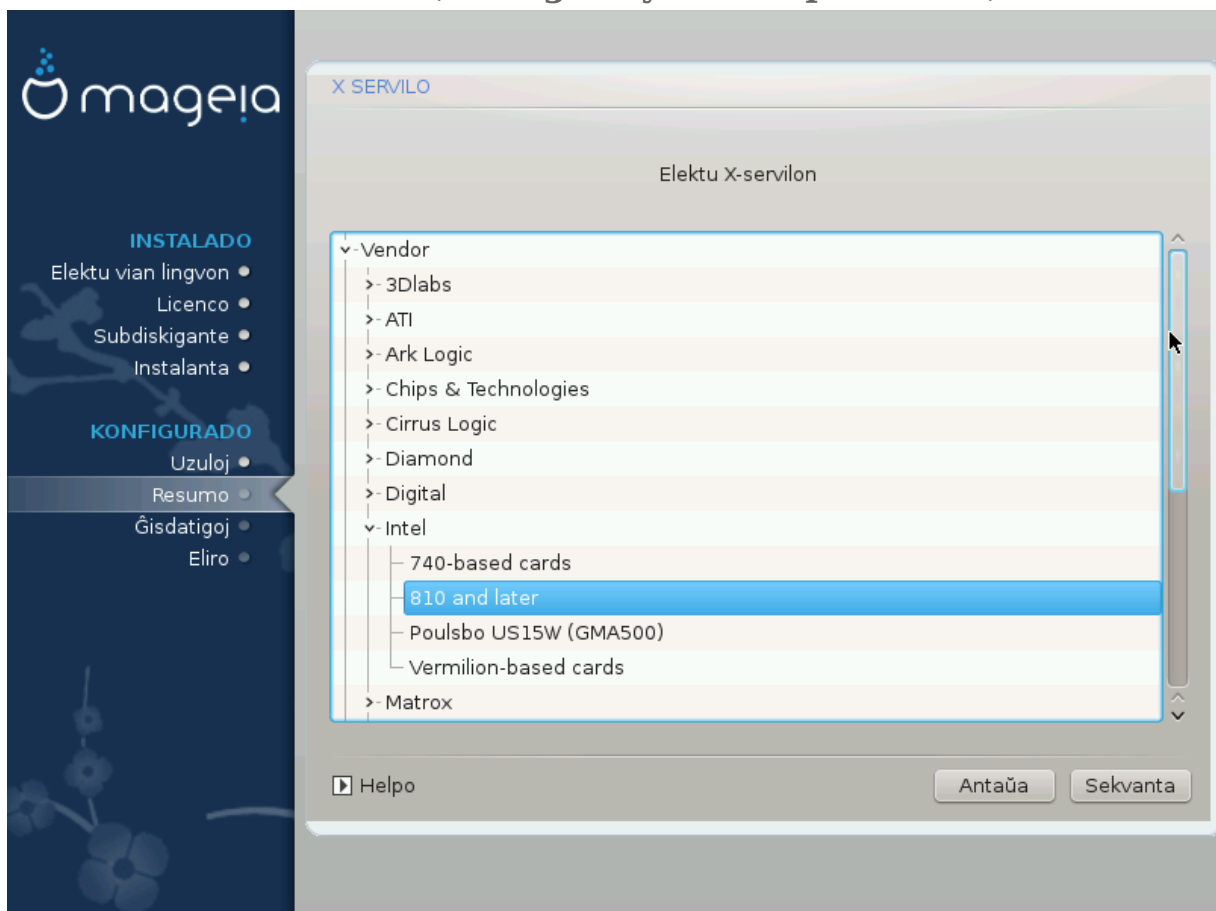 mageia
INSTALADO
Elektu vian lingvon
Licenco
Subdiskigante
Instalanta
KONFIGURADO
Uzuloj
Resumo
Ĝisdatigoj
Eliro
X SERVILO
Elektu X-servilon
Vendor
3Dlabs
ATI
Ark Logic
Chips & Technologies
Cirrus Logic
Diamond
Digital
Intel
740-based cards
810 and later
Poulsbo US15W (GMA500)
Vermilion-based cards
Matrox
Helpo
Antaŭa
Sekvanta